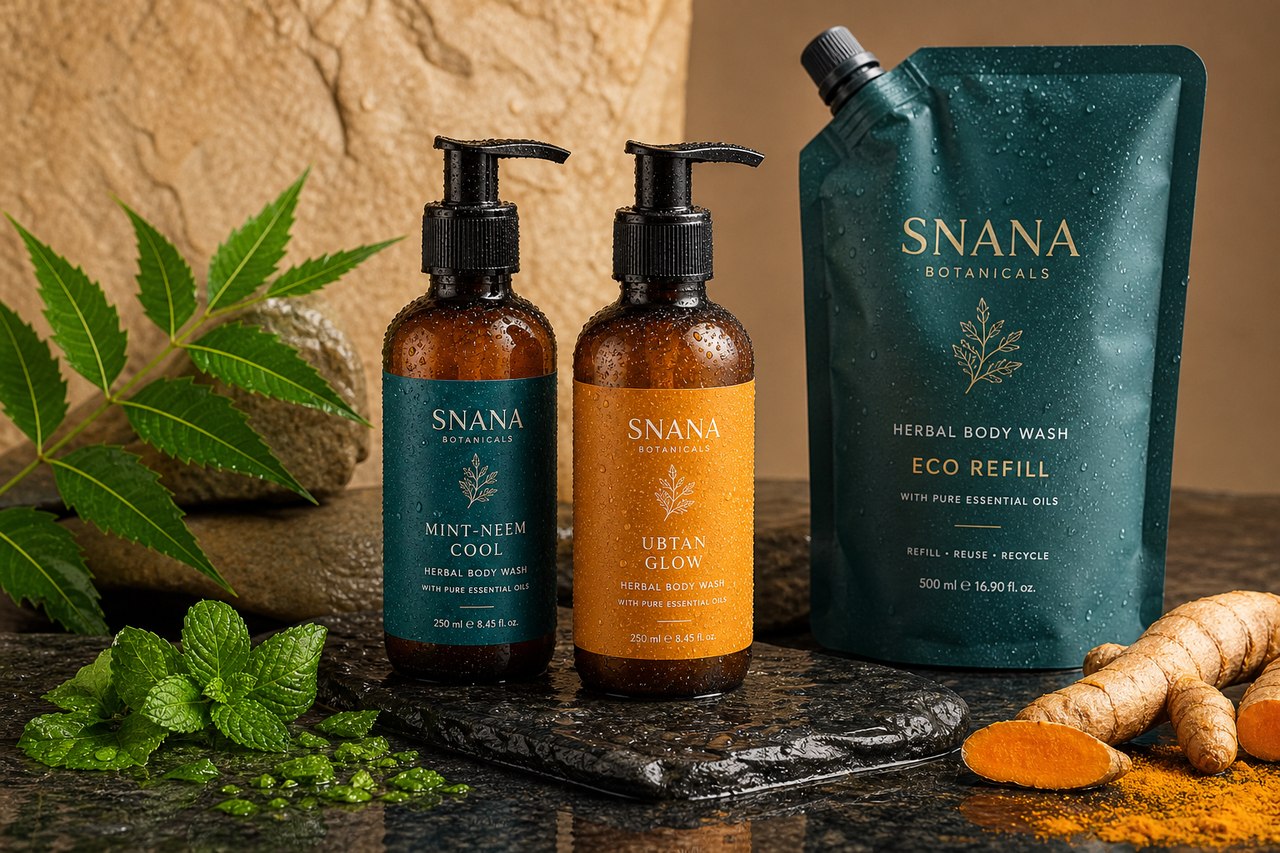 SNANA
BOTANICALS
MINT-NEEM
COOL
HERBAL BODY WASH
WITH PURE ESSENTIAL OILS
250 ml ℮ 8.45 fl. oz.
SNANA
BOTANICALS
UBTAN
GLOW
HERBAL BODY WASH
WITH PURE ESSENTIAL OILS
250 ml ℮ 8.45 fl. oz.
SNANA
BOTANICALS
HERBAL BODY WASH
ECO REFILL
WITH PURE ESSENTIAL OILS
REFILL • REUSE • RECYCLE
500 ml ℮ 16.90 fl. oz.